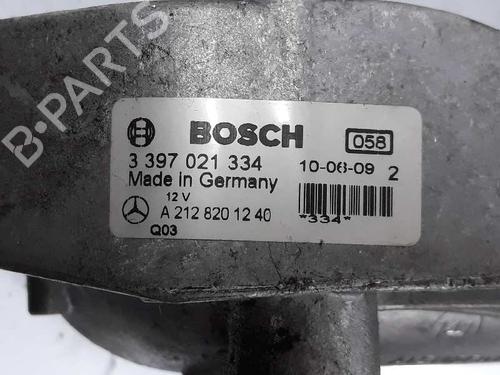 B-PARTS
BOSCH 058
3 397 021 334 10-06-09 2
Made in Germany
12 V
A 212 820 12 40 *334*
Q03